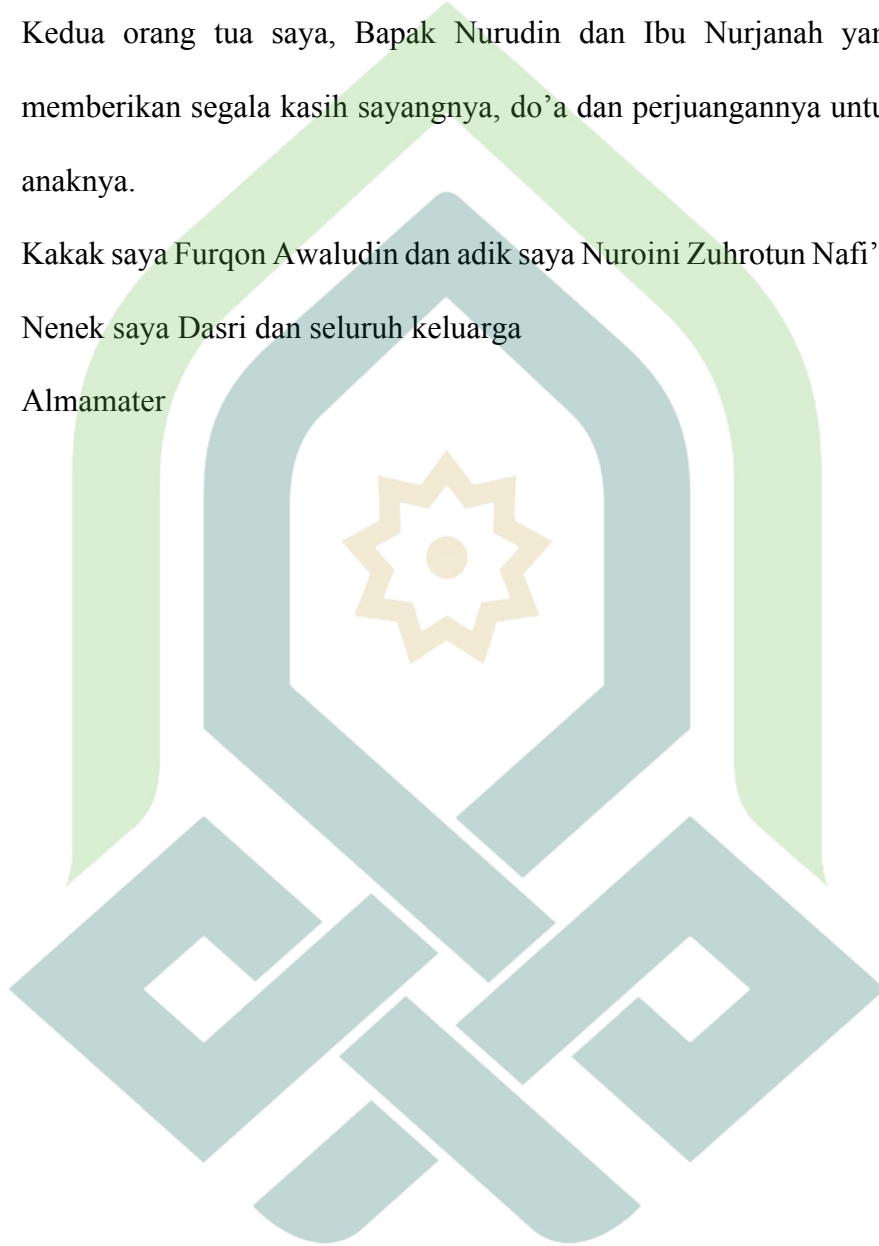 Kedua orang tua saya, Bapak Nurudin dan Ibu Nurjanah
memberikan segala kasih sayangnya, do’a dan perjuangannya
anaknya.
Kakak saya Furqon Awaludin dan adik saya Nuroini Zuhrotun Nafi’
Nenek saya Dasri dan seluruh keluarga
Almamater